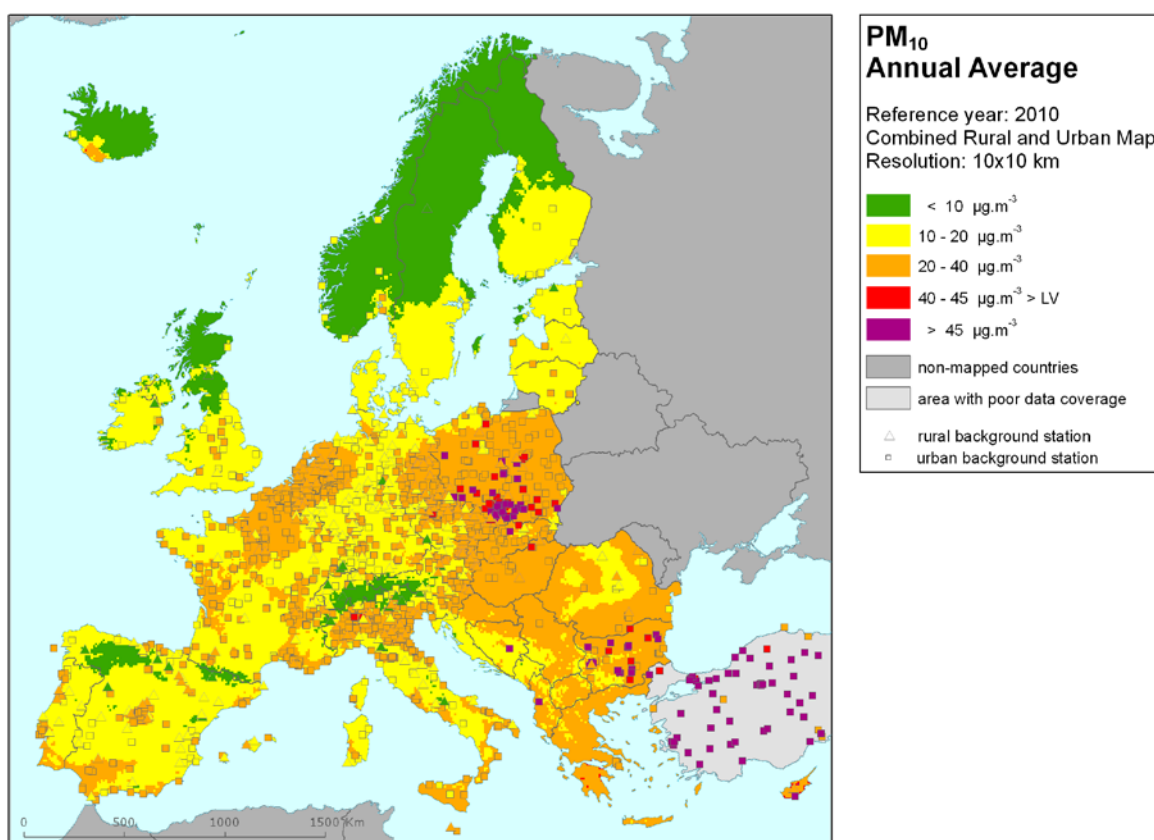 PM₁₀
Annual Average
Reference year: 2010
Combined Rural and Urban Map
Resolution: 10x10 km
< 10 µg.m⁻³
10 - 20 µg.m⁻³
20 - 40 µg.m⁻³
40 - 45 µg.m⁻³ > LV
> 45 µg.m⁻³
non-mapped countries
area with poor data coverage
rural background station
urban background station
0 500 1000 1500 Km